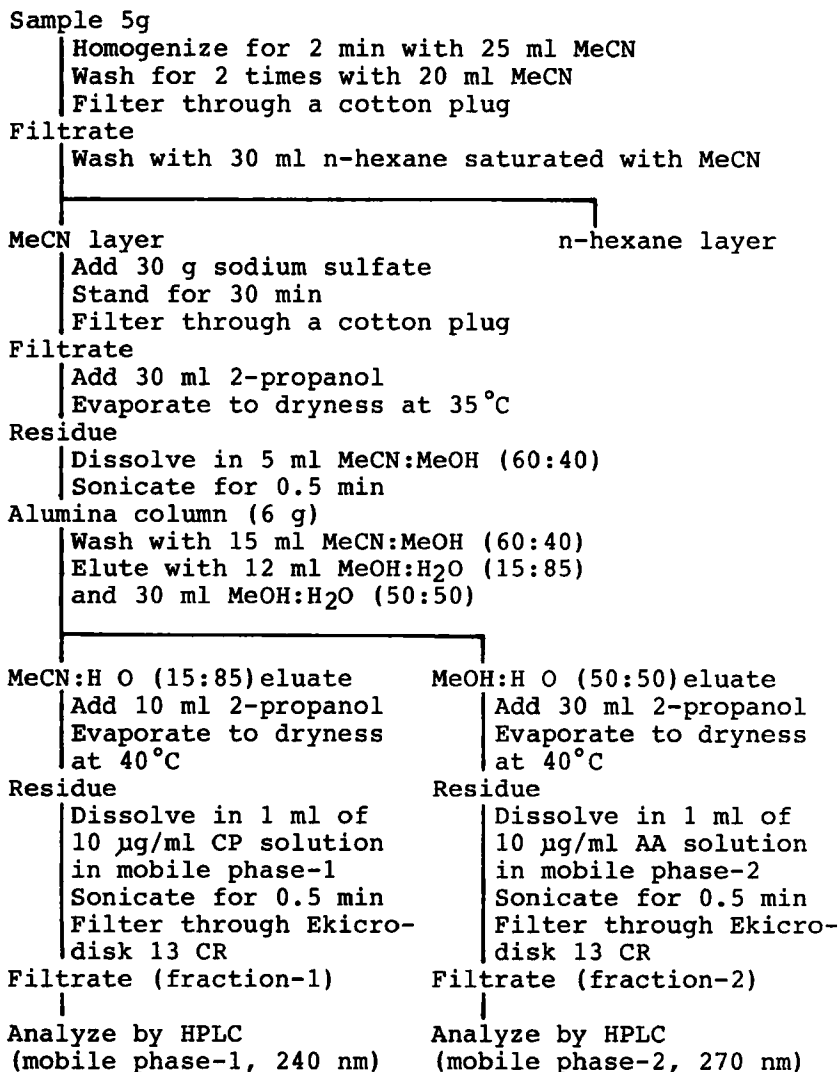 Sample 5g
Homogenize for 2 min with 25 ml MeCN
Wash for 2 times with 20 ml MeCN
Filter through a cotton plug
Filtrate
Wash with 30 ml n-hexane saturated with MeCN
MeCN layer
n-hexane layer
Add 30 g sodium sulfate
Stand for 30 min
Filter through a cotton plug
Filtrate
Add 30 ml 2-propanol
Evaporate to dryness at 35°C
Residue
Dissolve in 5 ml MeCN:MeOH (60:40)
Sonicate for 0.5 min
Alumina column (6 g)
Wash with 15 ml MeCN:MeOH (60:40)
Elute with 12 ml MeOH:H2O (15:85)
and 30 ml MeOH:H2O (50:50)
MeCN:H O (15:85)eluate
Add 10 ml 2-propanol
Evaporate to dryness
at 40°C
Residue
Dissolve in 1 ml of
10 µg/ml CP solution
in mobile phase-1
Sonicate for 0.5 min
Filter through Ekicro-
disk 13 CR
Filtrate (fraction-1)
Analyze by HPLC
(mobile phase-1, 240 nm)
MeOH:H O (50:50)eluate
Add 30 ml 2-propanol
Evaporate to dryness
at 40°C
Residue
Dissolve in 1 ml of
10 µg/ml AA solution
in mobile phase-2
Sonicate for 0.5 min
Filter through Ekicro-
disk 13 CR
Filtrate (fraction-2)
Analyze by HPLC
(mobile phase-2, 270 nm)